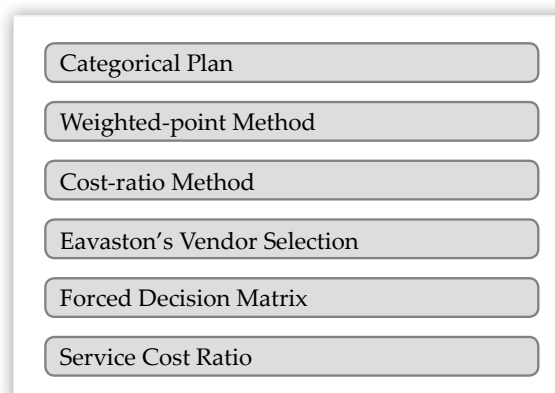 Categorical Plan
Weighted-point Method
Cost-ratio Method
Eavaston's Vendor Selection
Forced Decision Matrix
Service Cost Ratio